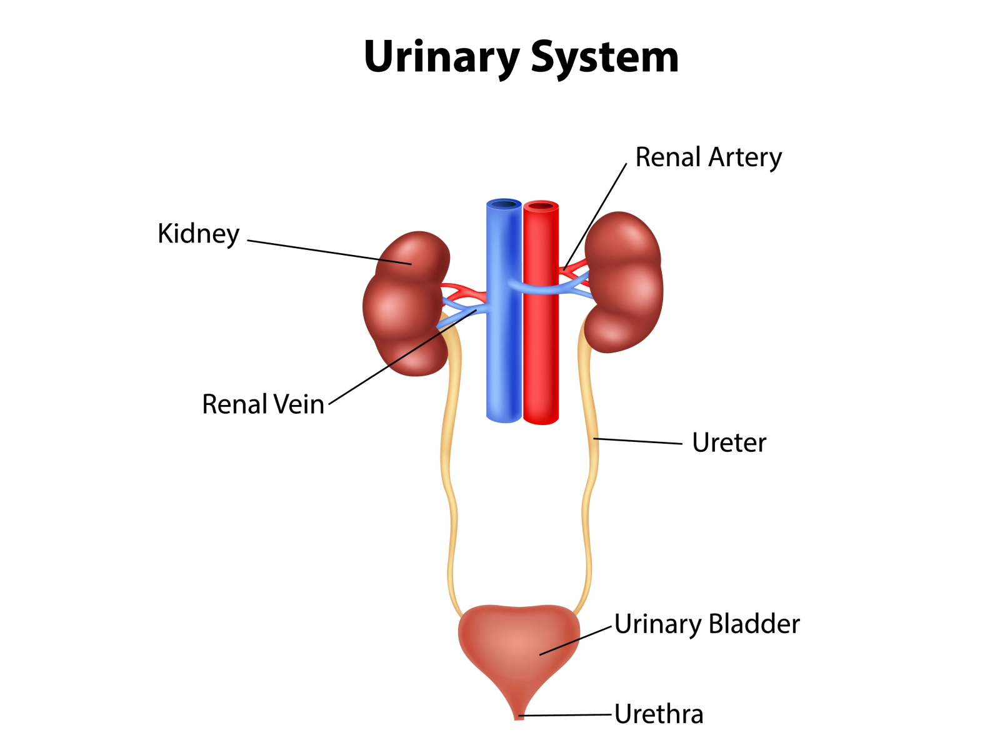 Urinary System
Renal Artery
Kidney
Renal Vein
Ureter
Urinary Bladder
Urethra